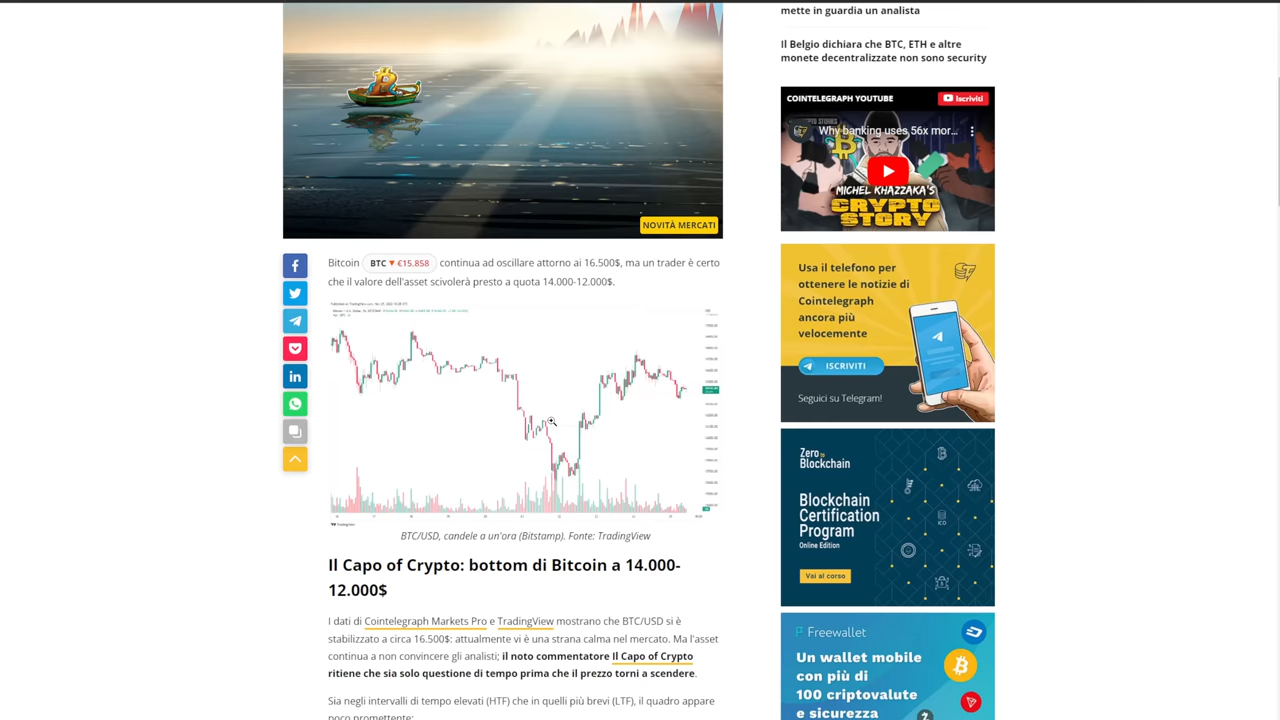 mette in guardia un analista
Il Belgio dichiara che BTC, ETH e altre
monete decentralizzate non sono security
COINTELEGRAPH YOUTUBE
Iscriviti
Why banking uses 56x mor...
MICHEL KHAZZAKA'S
CRYPTO
STORY
NOVITÀ MERCATI
Bitcoin BTC ▼ €15.858 continua ad oscillare attorno ai 16.500$, ma un trader è certo
che il valore dell'asset scivolerà presto a quota 14.000-12.000$.
TradingView
BTC/USD, candele a un'ora (Bitstamp). Fonte: TradingView
Il Capo of Crypto: bottom di Bitcoin a 14.000-
12.000$
I dati di Cointelegraph Markets Pro e TradingView mostrano che BTC/USD si è
stabilizzato a circa 16.500$: attualmente vi è una strana calma nel mercato. Ma l'asset
continua a non convincere gli analisti; il noto commentatore Il Capo of Crypto
ritiene che sia solo questione di tempo prima che il prezzo torni a scendere.
Sia negli intervalli di tempo elevati (HTF) che in quelli più brevi (LTF), il quadro appare
poco promettente:
Usa il telefono per
ottenere le notizie di
Cointelegraph
ancora più
velocemente
ISCRIVITI
Seguici su Telegram!
Zero to
Blockchain
Blockchain
Certification
Program
Online Edition
ICO
Vai al corso
Freewallet
Un wallet mobile
con più di
100 criptovalute
e sicurezza